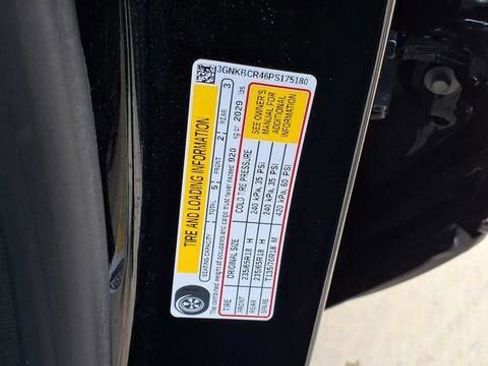 3GNKBCR46PS175180
TIRE AND LOADING INFORMATION
SEATING CAPACITY TOTAL 5 FRONT 2 REAR 3
The combined weight of occupants and cargo should never exceed 920 kg or 2029 lbs.
TIRE ORIGINAL SIZE COLD TIRE PRESSURE
FRONT 235/65R18 H 240 kPa, 35 PSI
REAR 235/65R18 H 240 kPa, 35 PSI
SPARE T135/70R18 M 420 kPa, 60 PSI
SEE OWNER'S
MANUAL FOR
ADDITIONAL
INFORMATION